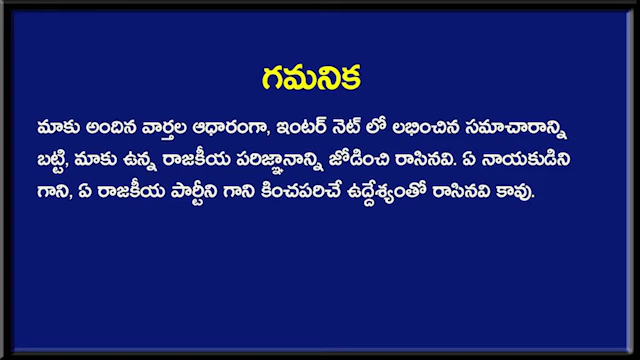 గమనిక
మాకు అందిన వార్తల ఆధారంగా, ఇంటర్ నెట్ లో లభించిన సమాచారాన్ని
బట్టి, మాకు ఉన్న రాజకీయ పరిజ్ఞానాన్ని జోడించి రాసినవి. ఏ నాయకుడిని
గాని, ఏ రాజకీయ పార్టీని గాని కించపరిచే ఉద్దేశ్యంతో రాసినవి కావు.